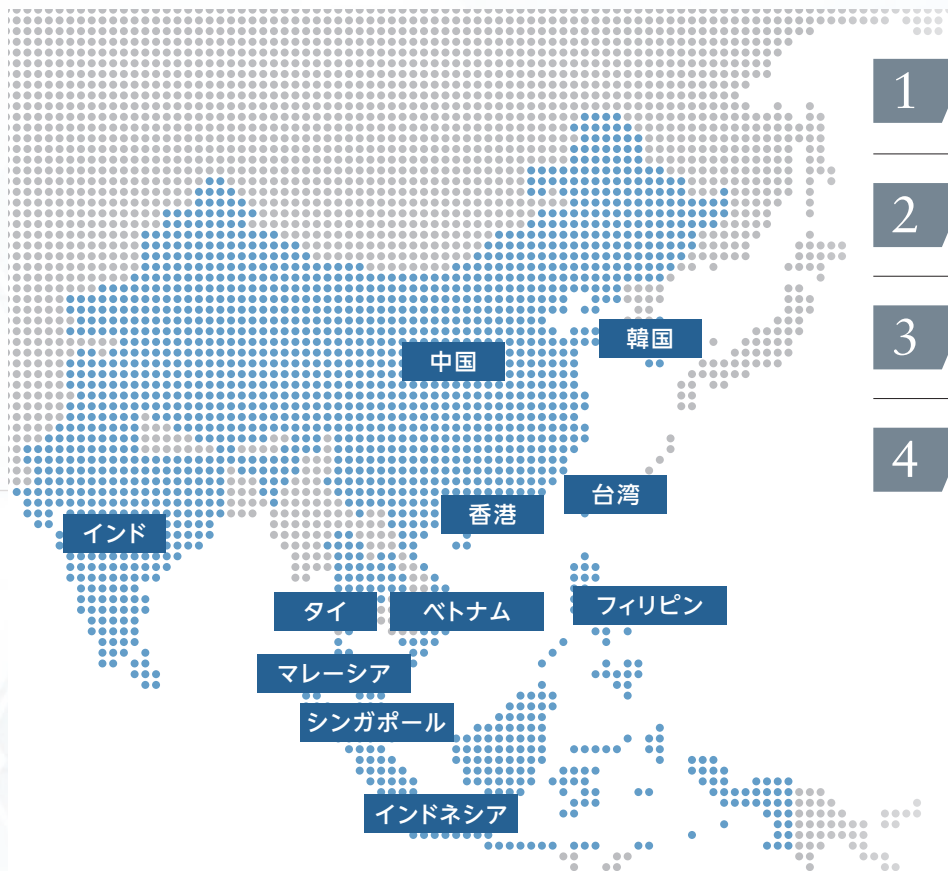 1
2
韓国
3
中国
4
台湾
香港
インド
タイ
ベトナム
フィリピン
マレーシア
シンガポール
インドネシア